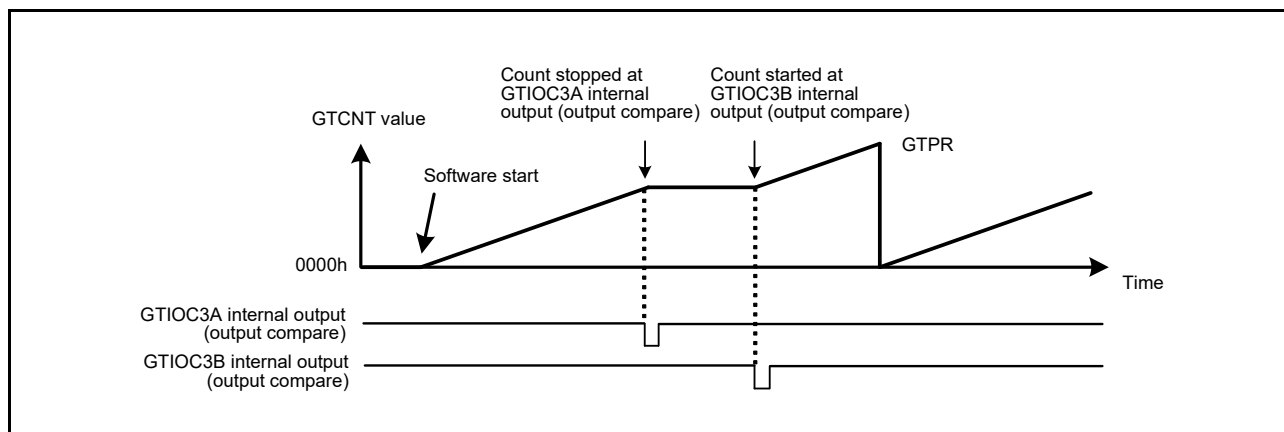 Count stopped at
GTIOC3A internal
output (output compare)
Count started at
GTIOC3B internal
output (output compare)
GTCNT value
GTPR
Software start
0000h
Time
GTIOC3A internal output
(output compare)
GTIOC3B internal output
(output compare)